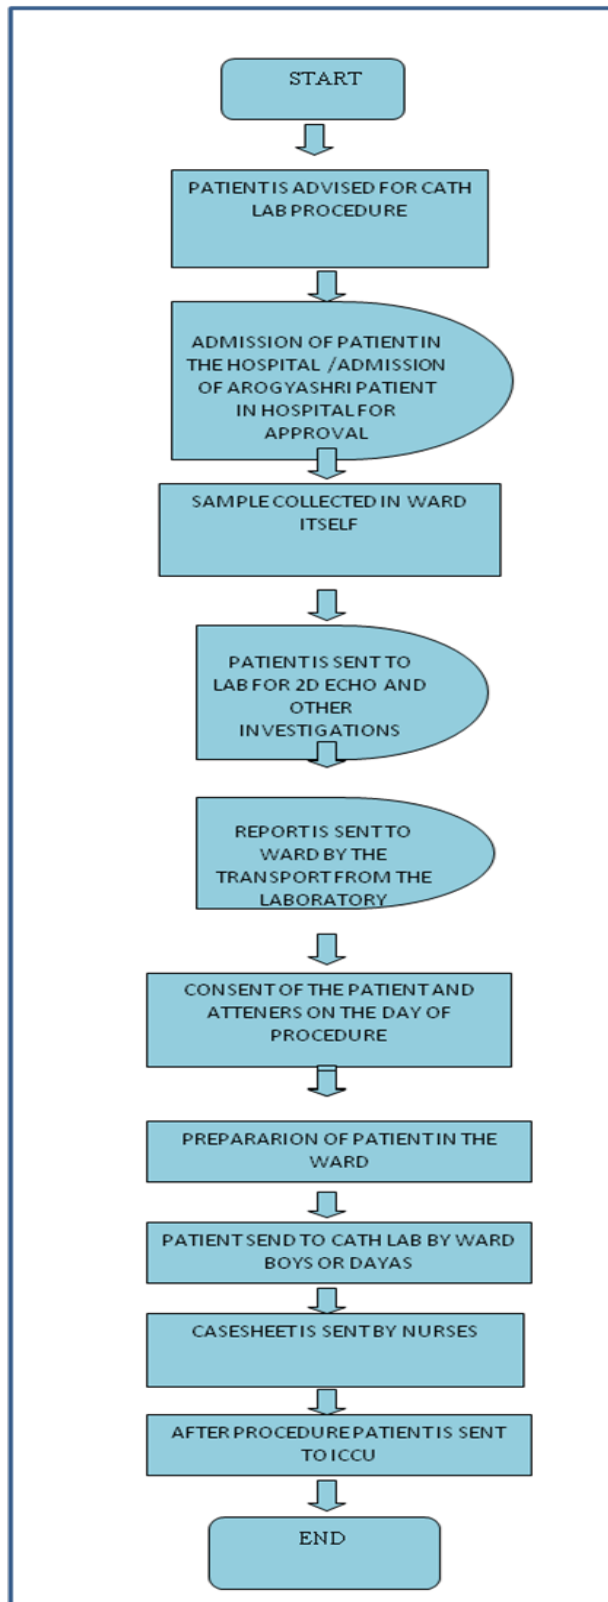 START
PATIENT IS ADVISED FOR CATH
LAB PROCEDURE
ADMISSION OF PATIENT IN
THE HOSPITAL /ADMISSION
OF AROGYASHRI PATIENT
IN HOSPITAL FOR
APPROVAL
SAMPLE COLLECTED IN WARD
ITSELF
PATIENT IS SENT TO
LAB FOR 2D ECHO AND
OTHER
INVESTIGATIONS
REPORT IS SENT TO
WARD BY THE
TRANSPORT FROM THE
LABORATORY
CONSENT OF THE PATIENT AND
ATTENERS ON THE DAY OF
PROCEDURE
PREPARARION OF PATIENT IN THE
WARD
PATIENT SEND TO CATH LAB BY WARD
BOYS OR DAYAS
CASESHEET IS SENT BY NURSES
AFTER PROCEDURE PATIENT IS SENT
TO ICCU
END